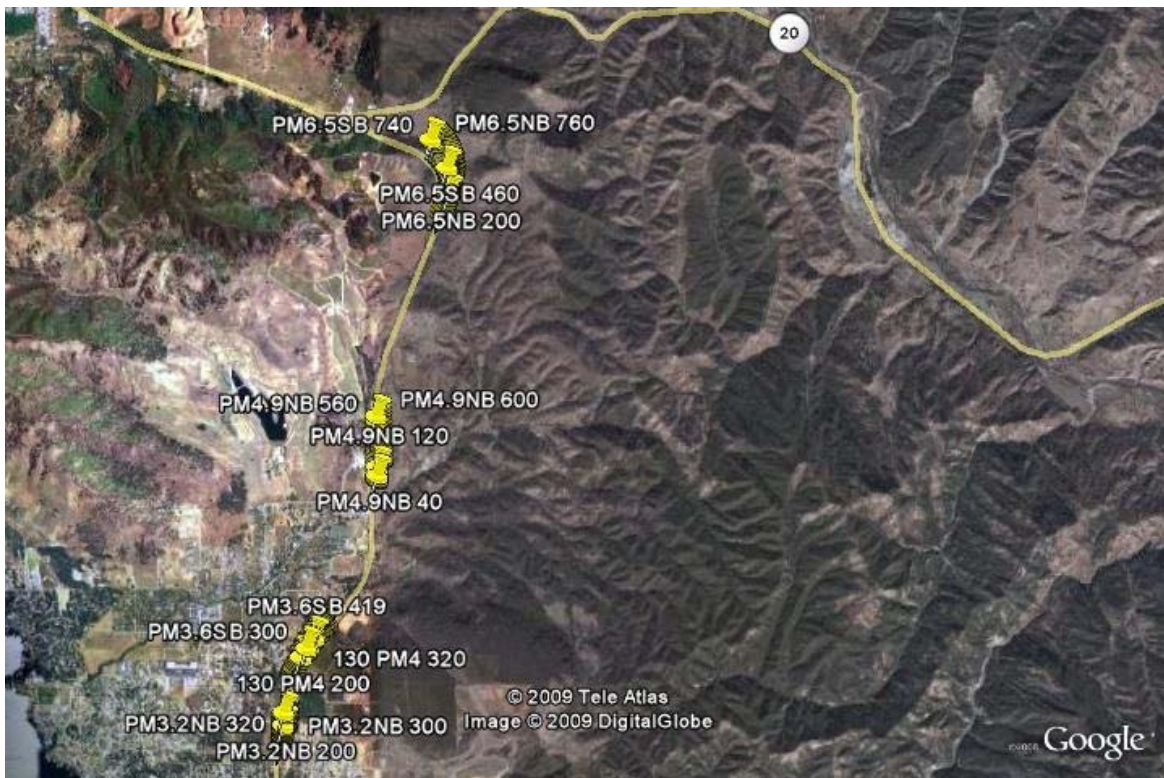 20
PM6.5SB 740
PM6.5NB 760
PM6.5SB 460
PM6.5NB 200
PM4.9NB 560
PM4.9NB 600
PM4.9NB 120
PM4.9NB 40
PM3.6SB 419
PM3.6SB 300
130 PM4 320
130 PM4 200
© 2009 Tele Atlas
PM3.2NB 320
PM3.2NB 300
Image © 2009 DigitalGlobe
PM3.2NB 200
Google